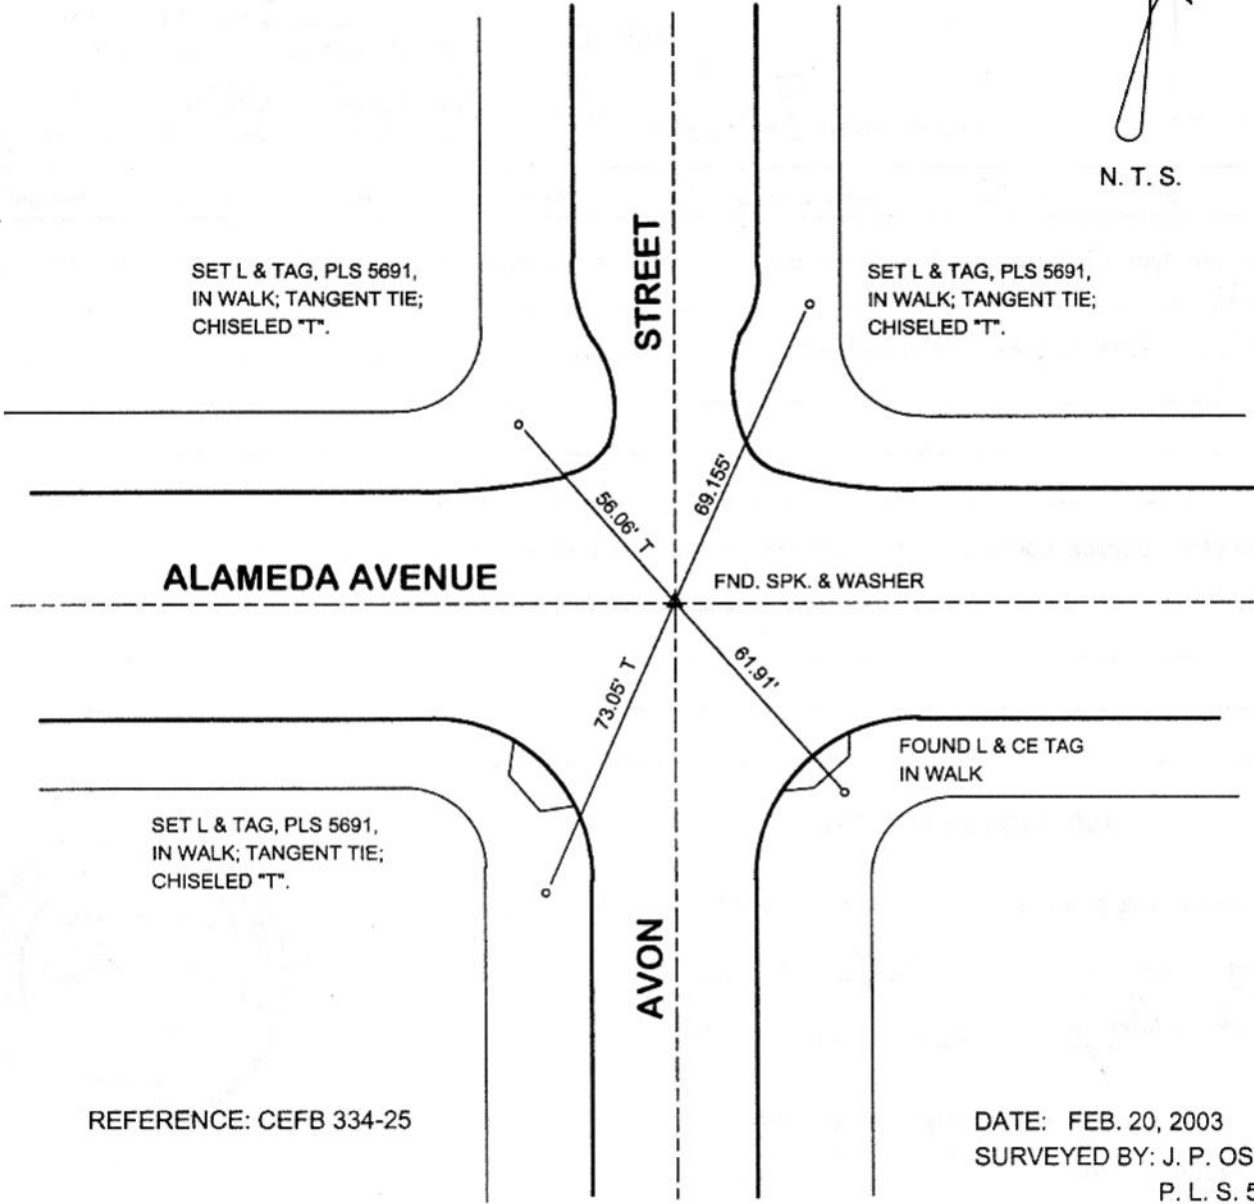 N. T. S.
SET L & TAG, PLS 5691,
IN WALK; TANGENT TIE;
CHISELED "T".
STREET
SET L & TAG, PLS 5691,
IN WALK; TANGENT TIE;
CHISELED "T".
56.06' T
69.155'
ALAMEDA AVENUE
FND. SPK. & WASHER
73.05' T
61.91'
FOUND L & CE TAG
IN WALK
SET L & TAG, PLS 5691,
IN WALK; TANGENT TIE;
CHISELED "T".
AVON
REFERENCE: CEFB 334-25
DATE: FEB. 20, 2003
SURVEYED BY: J. P. OS
P. L. S. 5